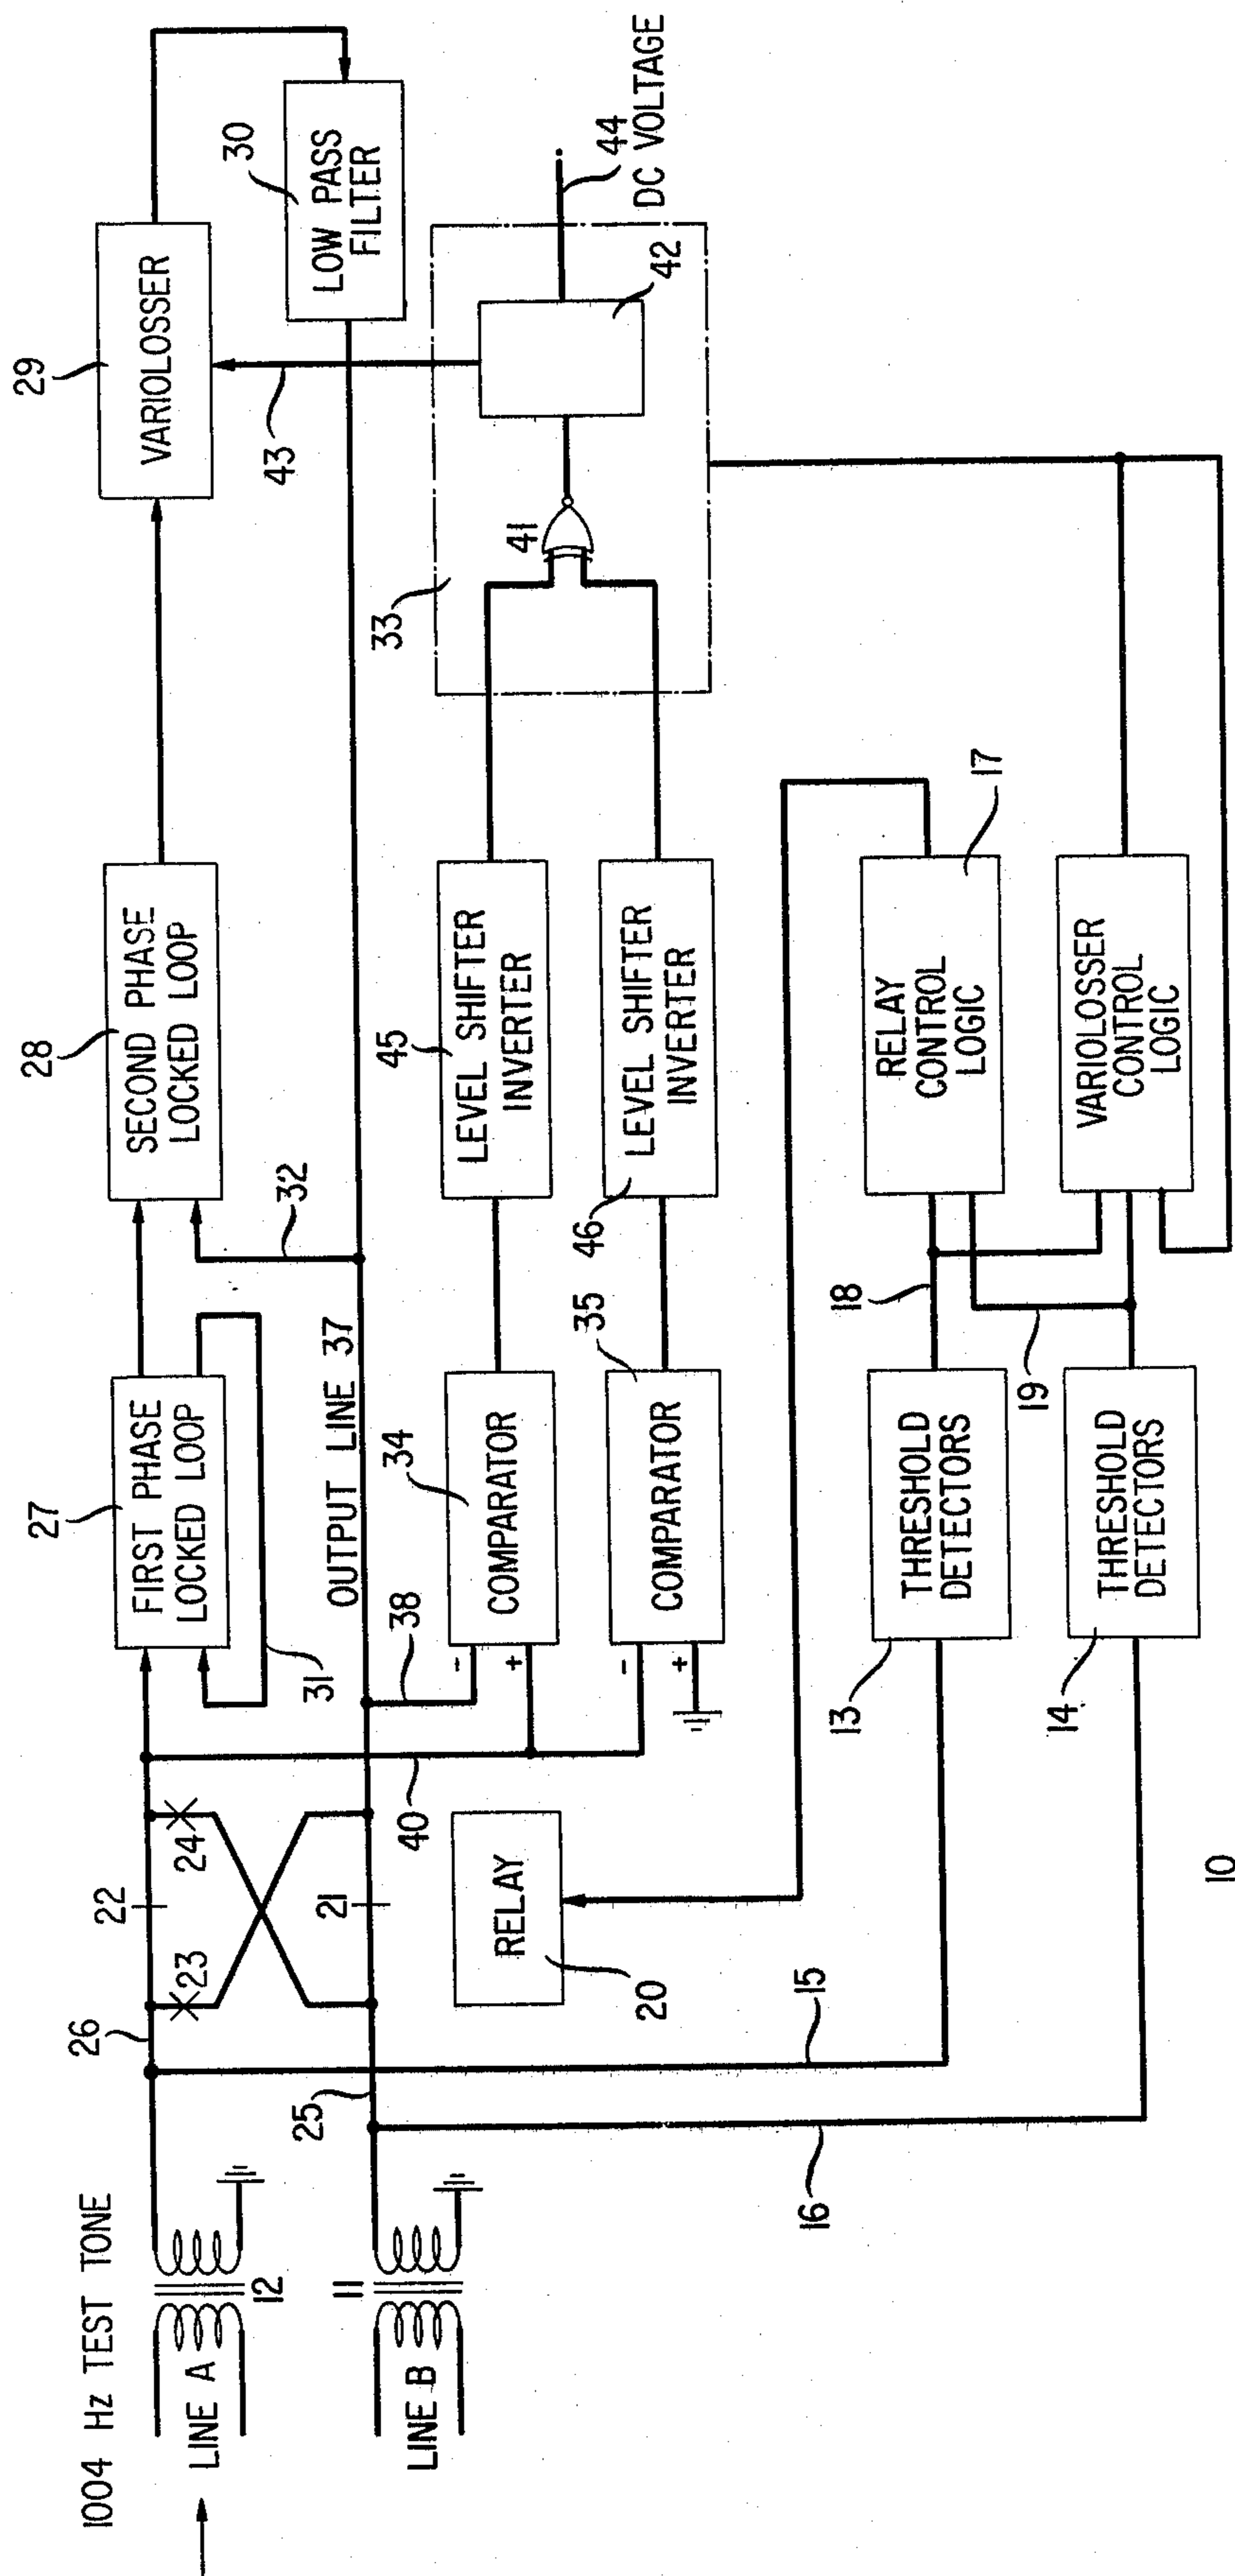 1004 Hz TEST TONE
LINE A
12
26
22
23
24
27
FIRST PHASE
LOCKED LOOP
31
28
SECOND PHASE
LOCKED LOOP
32
29
VARIOLOSSER
30
LOW PASS
FILTER
43
LINE B
11
25
21
OUTPUT LINE 37
38
40
-
+
34
COMPARATOR
45
LEVEL SHIFTER
INVERTER
-
+
35
COMPARATOR
46
LEVEL SHIFTER
INVERTER
33
41
42
44
DC VOLTAGE
RELAY
20
15
16
13
THRESHOLD
DETECTORS
18
RELAY
CONTROL
LOGIC
17
14
THRESHOLD
DETECTORS
19
VARIOLOSSER
CONTROL
LOGIC
10